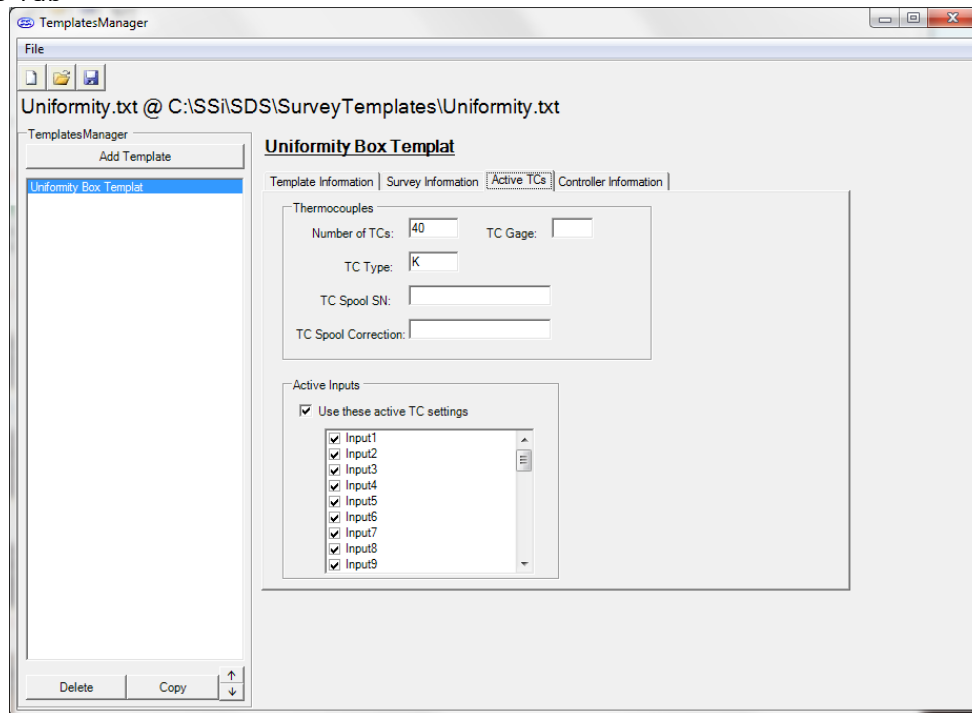 TemplatesManager
File
Uniformity.txt @ C:\SSi\SDS\SurveyTemplates\Uniformity.txt
TemplatesManager
Add Template
Uniformity Box Templat
Delete
Copy
Uniformity Box Templat
Template Information
Survey Information
Active TCs
Controller Information
Thermocouples
Number of TCs: 40
TC Gage:
TC Type: K
TC Spool SN:
TC Spool Correction:
Active Inputs
Use these active TC settings
Input1
Input2
Input3
Input4
Input5
Input6
Input7
Input8
Input9